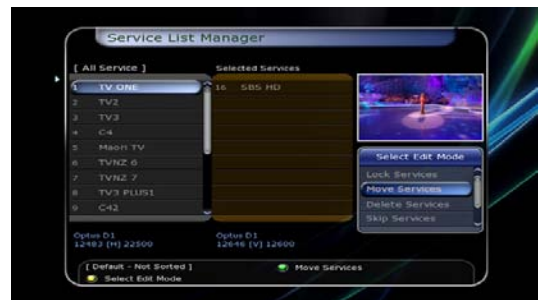 Service List Manager
[ All Service ]
Selected Services
1 TV ONE
2 TV2
3 TV3
4 C4
5 Maori TV
6 TVNZ 6
7 TVNZ 7
8 TV3 PLUS1
9 C42
16 SBS HD
Select Edit Mode
Lock Services
Move Services
Delete Services
Skip Services
Optus D1
12483 [H] 22500
Optus D1
12646 [V] 12600
[ Default - Not Sorted ]
Move Services
Select Edit Mode